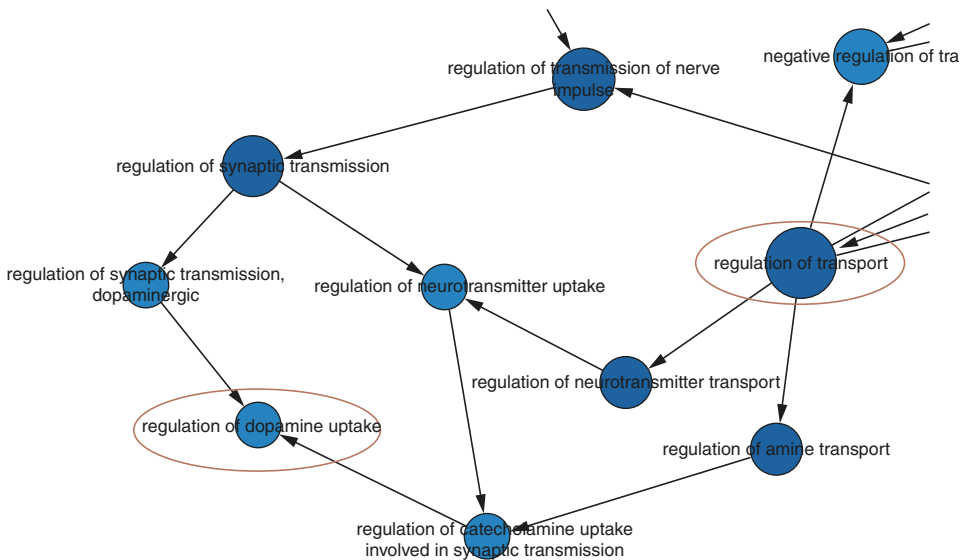 regulation of transmission of nerve
impulse
negative regulation of tra
regulation of synaptic transmission
regulation of transport
regulation of synaptic transmission,
dopaminergic
regulation of neurotransmitter uptake
regulation of neurotransmitter transport
regulation of dopamine uptake
regulation of amine transport
regulation of catecholamine uptake
involved in synaptic transmission